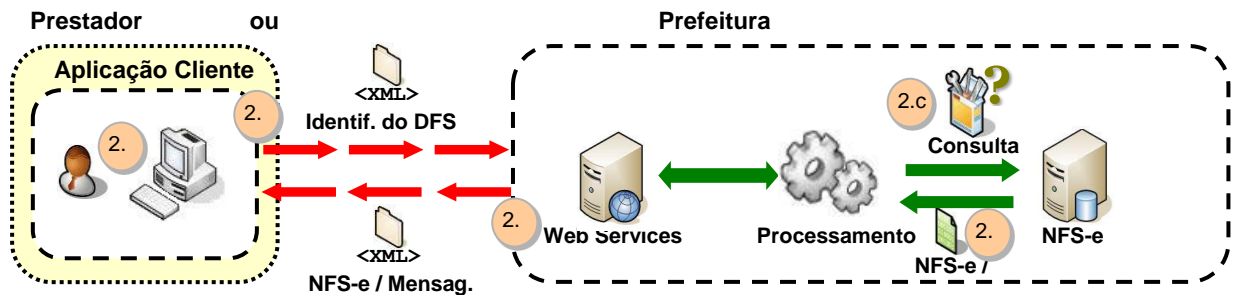 Prestador ou
Prefeitura
Aplicação Cliente
2.
2.
<XML>
Identif. do DFS
2.c
Consulta
2.
Web Services
Processamento
2.
NFS-e /
NFS-e
<XML>
NFS-e / Mensag.